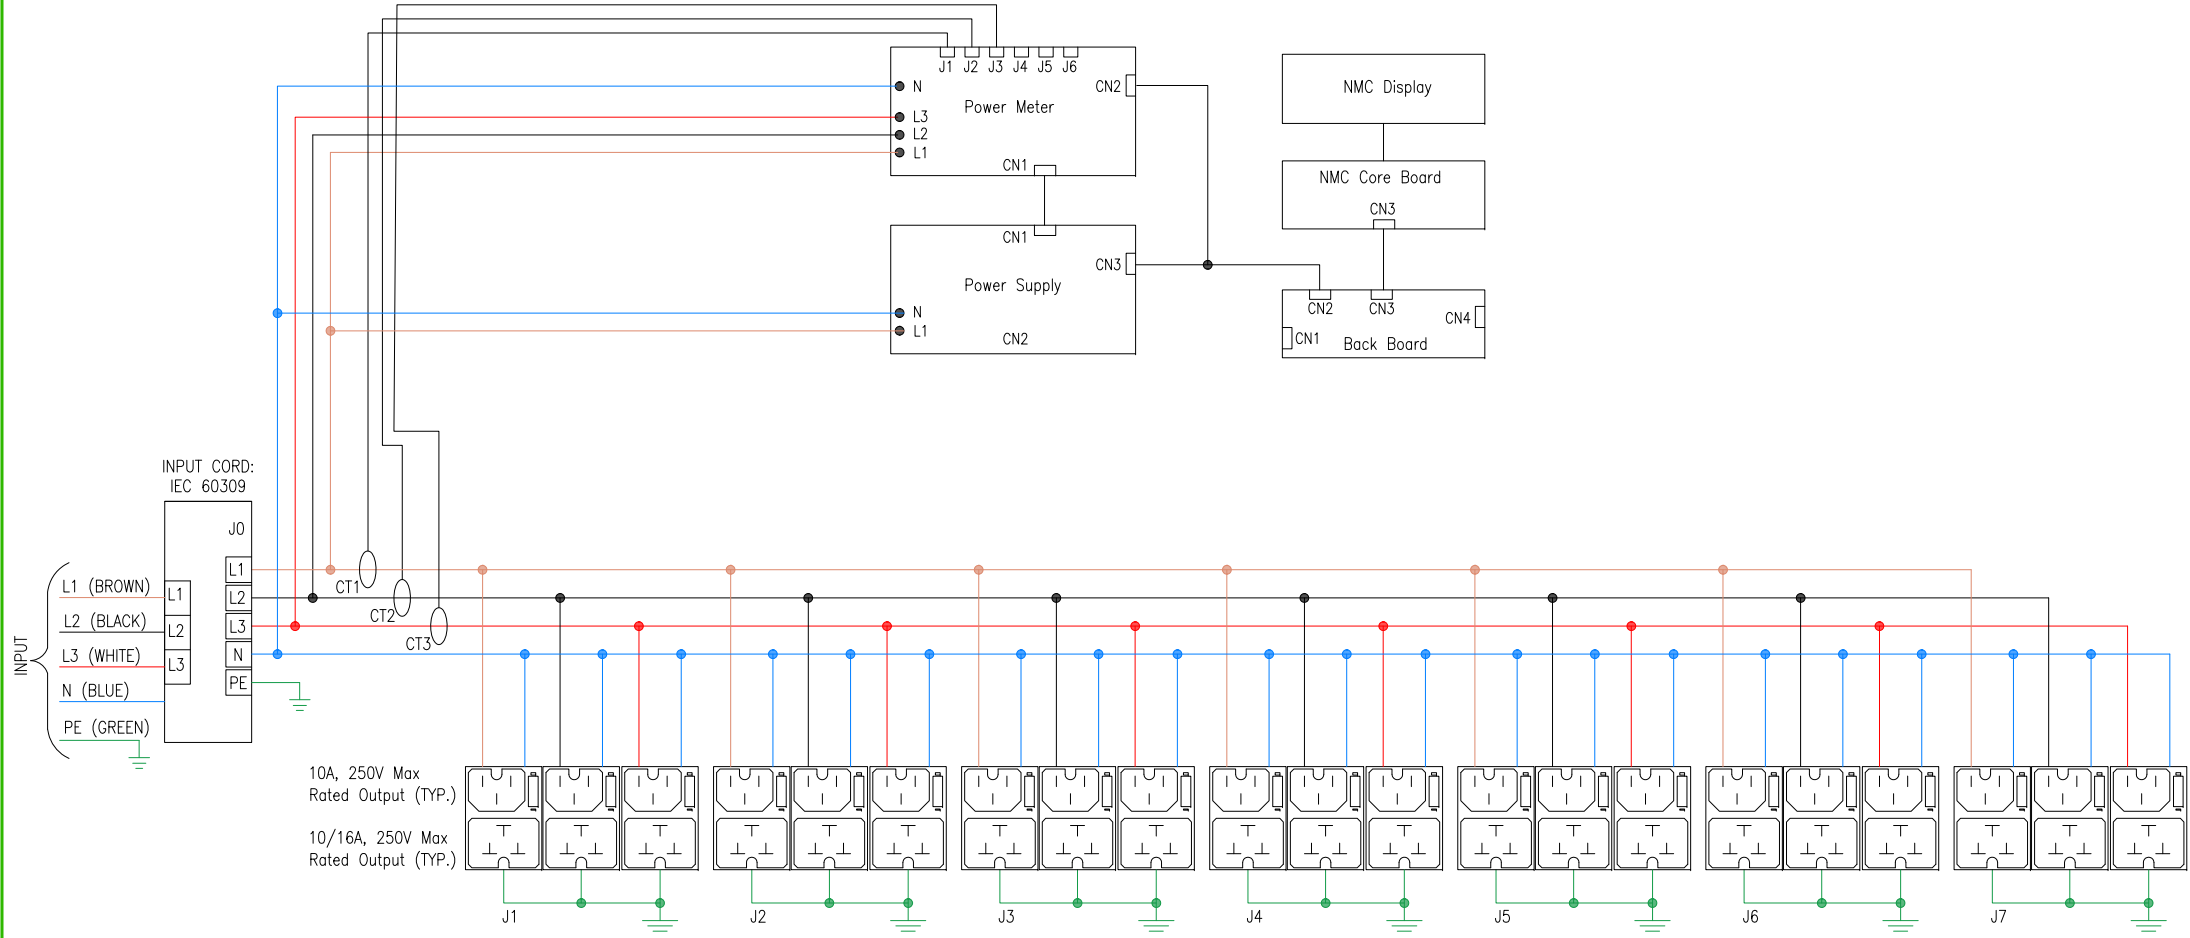 J1 J2 J3 J4 J5 J6
N
CN2
Power Meter
L3
L2
L1
CN1
NMC Display
NMC Core Board
CN3
CN1
CN3
Power Supply
N
L1
CN2
CN2 CN3
CN4
CN1
Back Board
INPUT CORD:
IEC 60309
J0
L1
L2
L3
N
PE
L1
L2
L3
INPUT
L1 (BROWN)
L2 (BLACK)
L3 (WHITE)
N (BLUE)
PE (GREEN)
CT1
CT2
CT3
10A, 250V Max
Rated Output (TYP.)
10/16A, 250V Max
Rated Output (TYP.)
J1 J2 J3 J4 J5 J6 J7